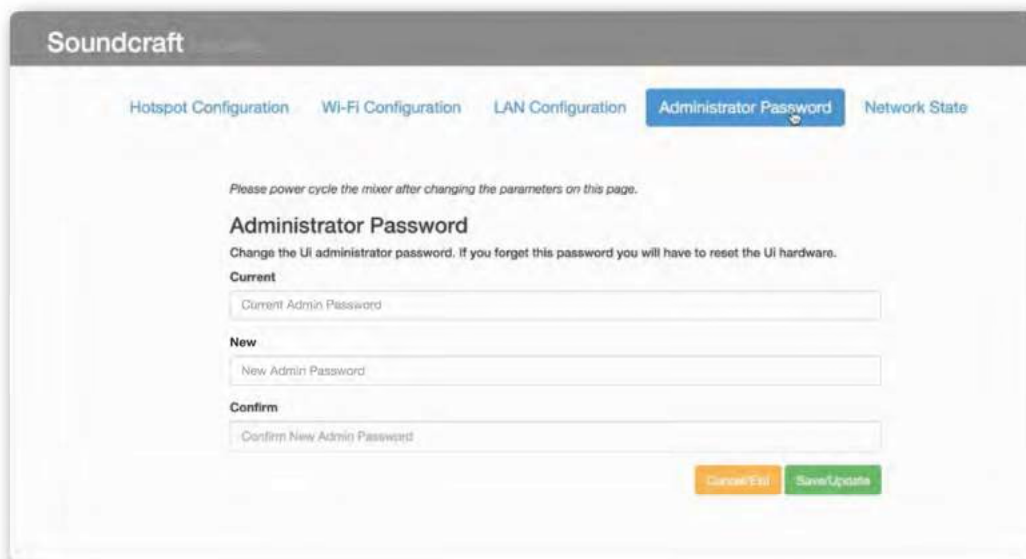 Soundcraft
Hotspot Configuration Wi-Fi Configuration LAN Configuration Administrator Password Network State
Please power cycle the mixer after changing the parameters on this page.
Administrator Password
Change the Ui administrator password. If you forget this password you will have to reset the Ui hardware.
Current
Current Admin Password
New
New Admin Password
Confirm
Confirm New Admin Password
Cancel/Exit Save/Update